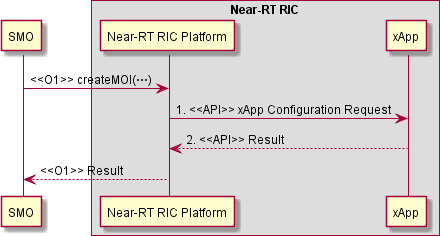 Near-RT RIC
SMO
Near-RT RIC Platform
xApp
<<O1>> createMOI(···)
1. <<API>> xApp Configuration Request
2. <<API>> Result
<<O1>> Result
SMO
Near-RT RIC Platform
xApp